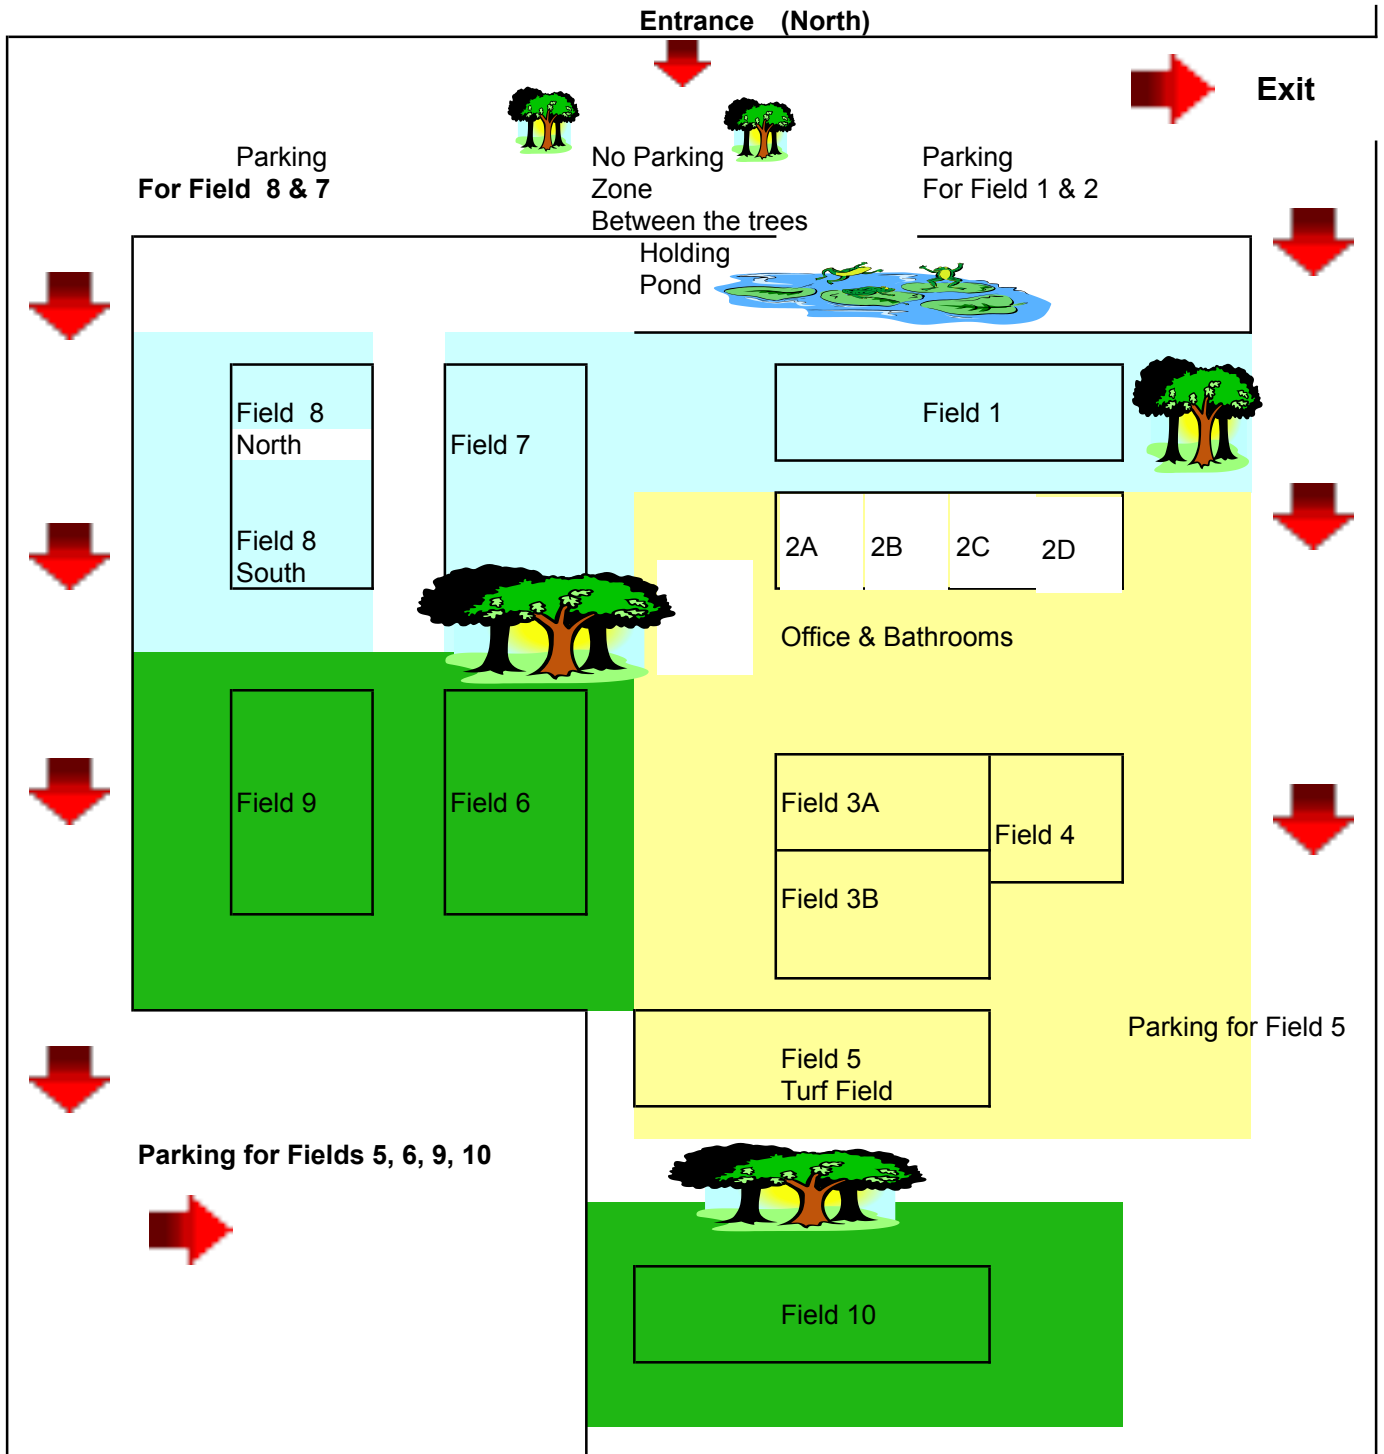 Entrance (North)
Exit
Parking
For Field 8 & 7
No Parking
Zone
Between the trees
Parking
For Field 1 & 2
Holding
Pond
Field 8
North
Field 7
Field 1
Field 8
South
2A
2B
2C
2D
Office & Bathrooms
Field 9
Field 6
Field 3A
Field 4
Field 3B
Parking for Field 5
Field 5
Turf Field
Parking for Fields 5, 6, 9, 10
Field 10